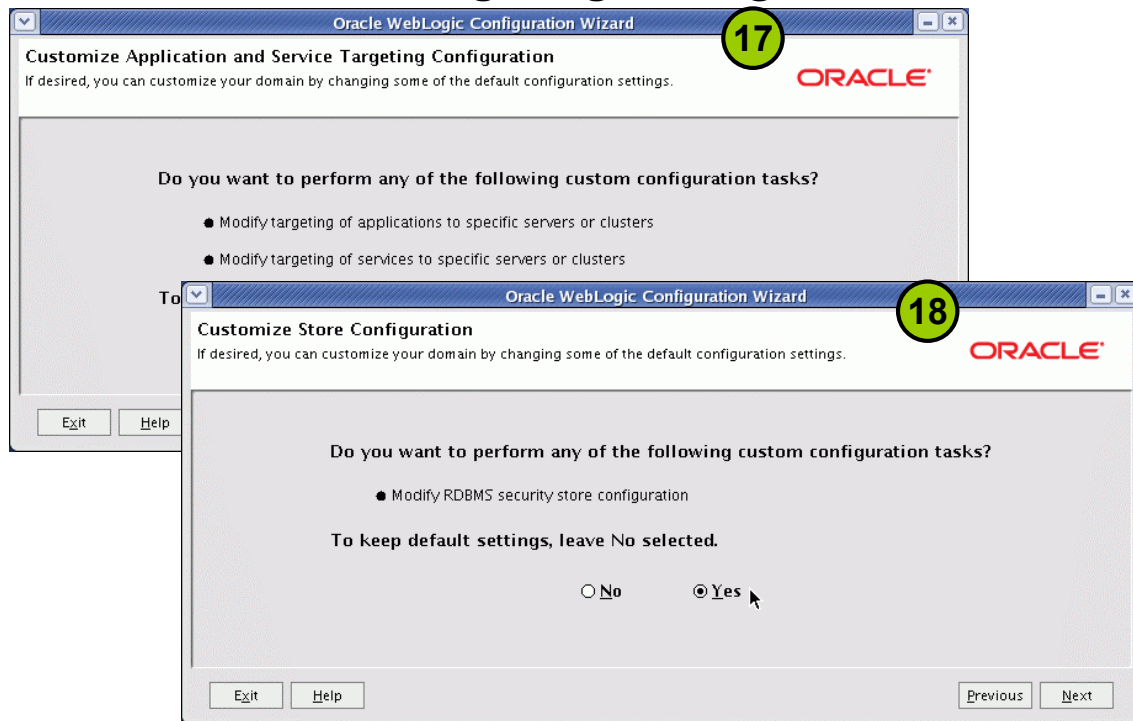 Oracle WebLogic Configuration Wizard
17
Customize Application and Service Targeting Configuration
If desired, you can customize your domain by changing some of the default configuration settings.
ORACLE
Do you want to perform any of the following custom configuration tasks?
Modify targeting of applications to specific servers or clusters
Modify targeting of services to specific servers or clusters
To
Exit Help
Oracle WebLogic Configuration Wizard
18
Customize Store Configuration
If desired, you can customize your domain by changing some of the default configuration settings.
ORACLE
Do you want to perform any of the following custom configuration tasks?
Modify RDBMS security store configuration
To keep default settings, leave No selected.
No Yes
Exit Help Previous Next